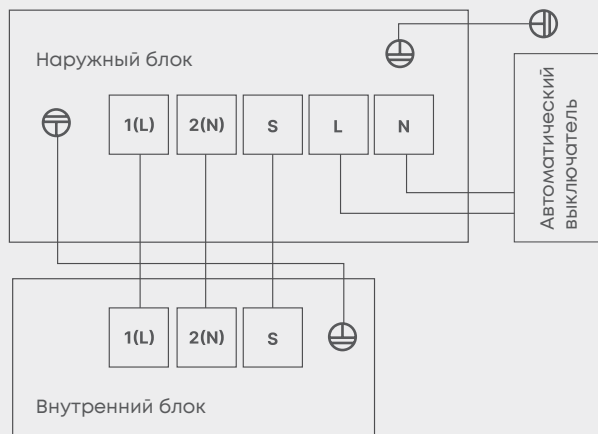 Наружный блок
1(L) 2(N) S L N
Автоматический
выключатель
1(L) 2(N) S
Внутренний блок